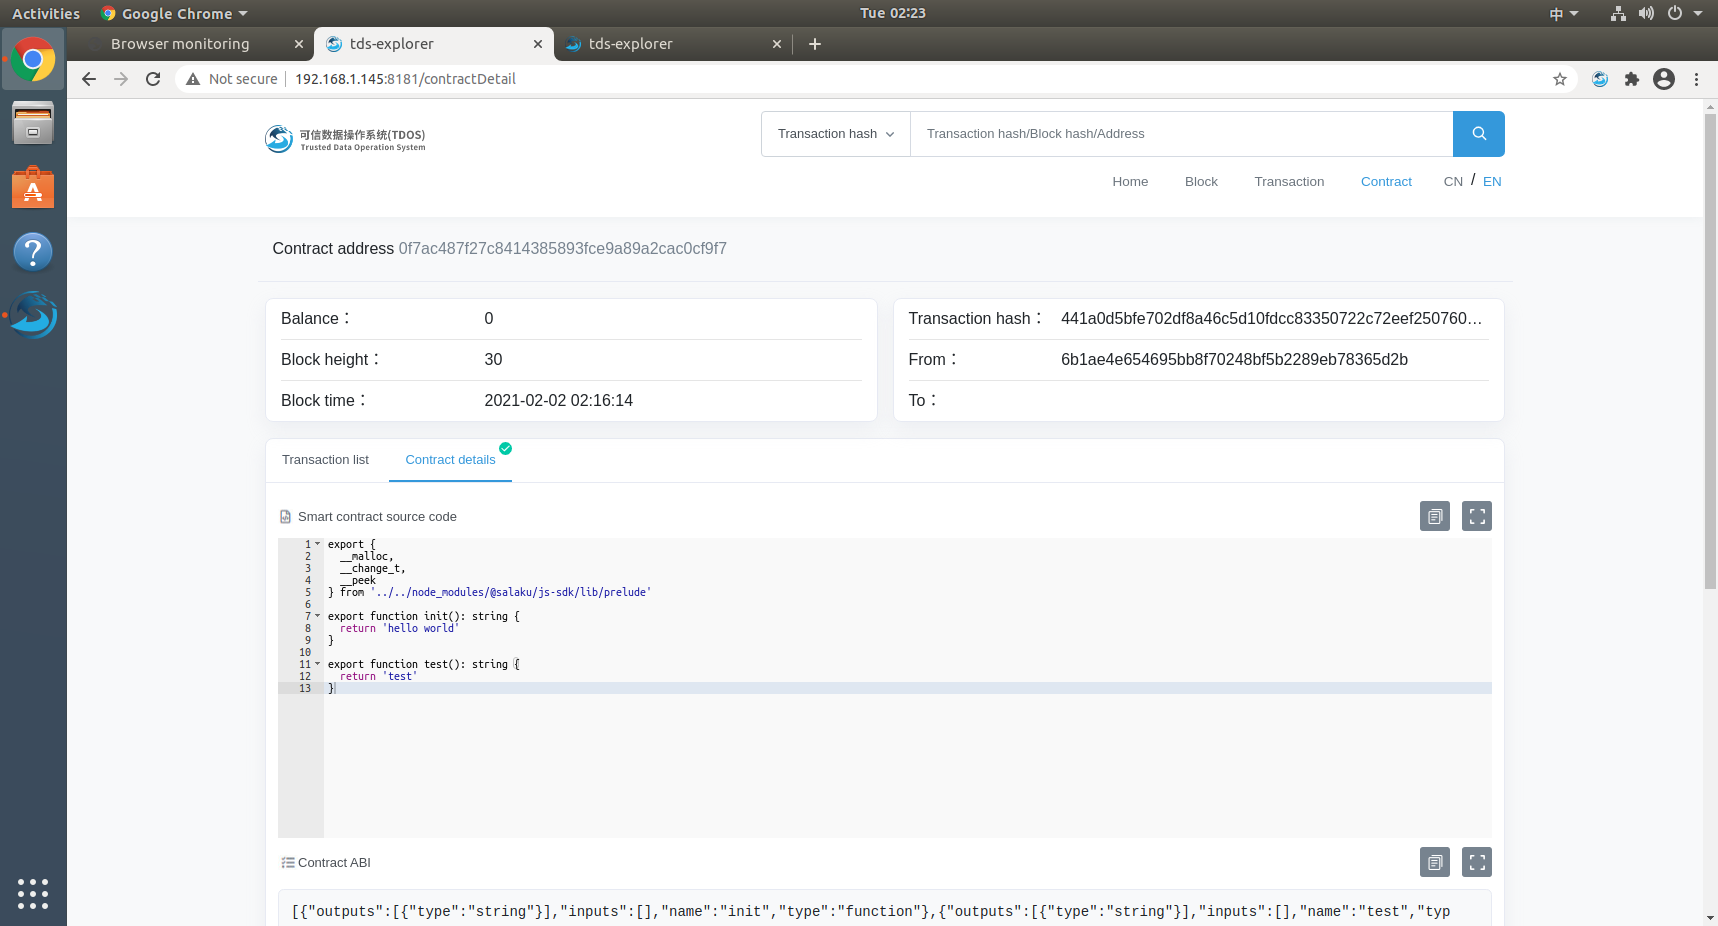 Activities Google Chrome Tue 02:23 中
Browser monitoring tds-explorer tds-explorer
Not secure 192.168.1.145:8181/contractDetail
可信数据操作系统(TDOS)
Trusted Data Operation System
Transaction hash Transaction hash/Block hash/Address
Home Block Transaction Contract CN / EN
Contract address 0f7ac487f27c8414385893fce9a89a2cac0cf9f7
Balance： 0
Block height： 30
Block time： 2021-02-02 02:16:14
Transaction hash： 441a0d5bfe702df8a46c5d10fdcc83350722c72eef250760…
From： 6b1ae4e654695bb8f70248bf5b2289eb78365d2b
To：
Transaction list Contract details
Smart contract source code
1 export {
2 __malloc,
3 __change_t,
4 __peek
5 } from '../../node_modules/@salaku/js-sdk/lib/prelude'
6
7 export function init(): string {
8 return 'hello world'
9 }
10
11 export function test(): string {
12 return 'test'
13 }
Contract ABI
[{"outputs":[{"type":"string"}],"inputs":[],"name":"init","type":"function"},{"outputs":[{"type":"string"}],"inputs":[],"name":"test","typ